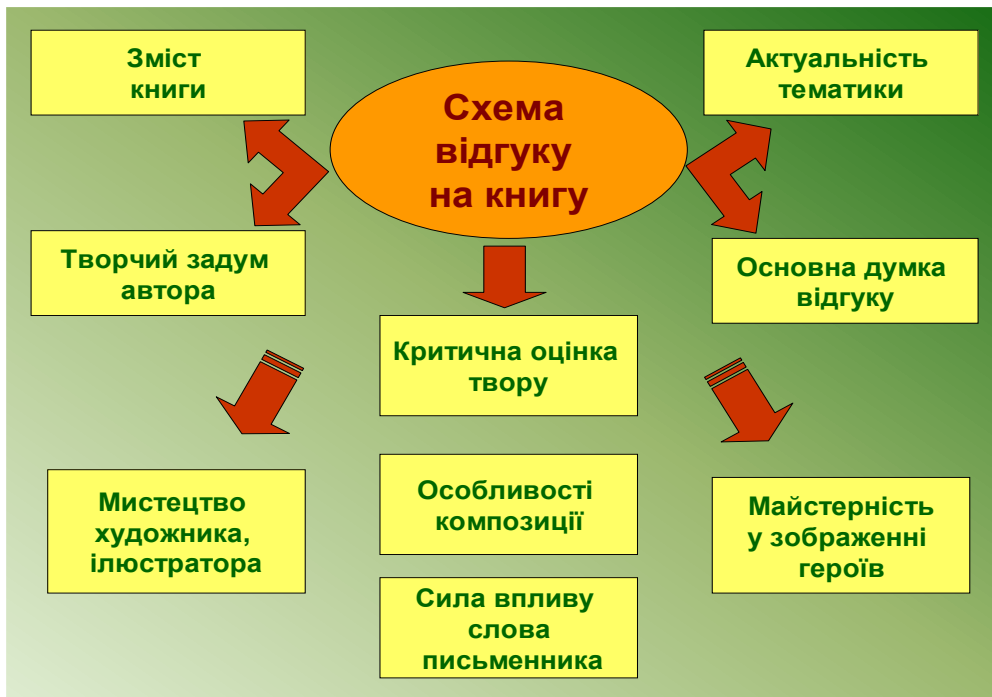 Зміст
книги
Схема
відгуку
на книгу
Актуальність
тематики
Творчий задум
автора
Основна думка
відгуку
Критична оцінка
твору
Мистецтво
художника,
ілюстратора
Особливості
композиції
Майстерність
у зображенні
героїв
Сила впливу
слова
письменника